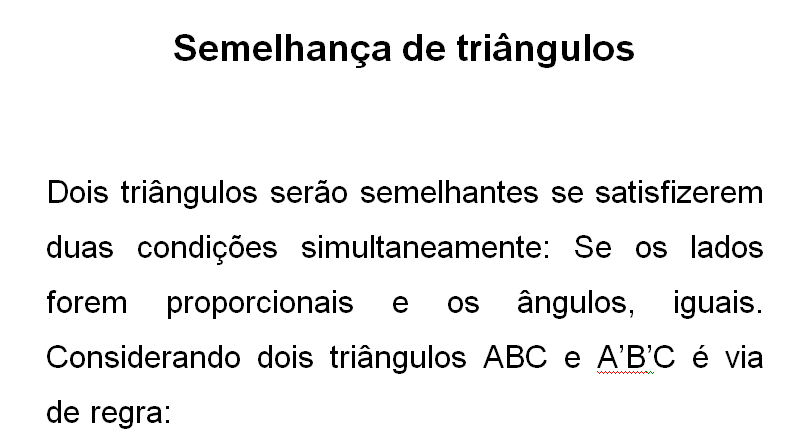 Semelhança de triângulos
Dois triângulos serão semelhantes se satisfizerem
duas condições simultaneamente: Se os lados
forem proporcionais e os ângulos, iguais.
Considerando dois triângulos ABC e A’B’C é via
de regra: